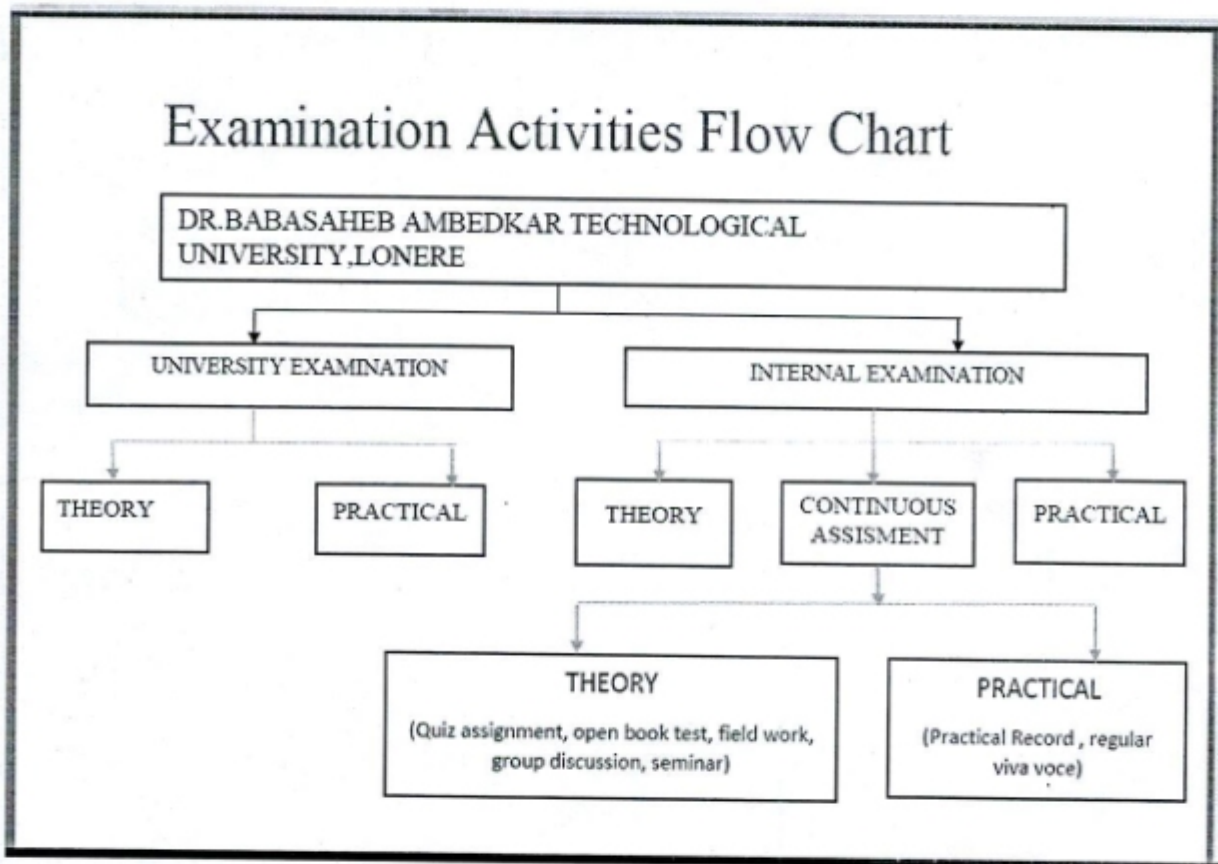 Examination Activities Flow Chart
DR.BABASAHEB AMBEDKAR TECHNOLOGICAL
UNIVERSITY,LONERE
UNIVERSITY EXAMINATION
INTERNAL EXAMINATION
THEORY
PRACTICAL
THEORY
CONTINUOUS
ASSISMENT
PRACTICAL
THEORY
(Quiz assignment, open book test, field work,
group discussion, seminar)
PRACTICAL
(Practical Record , regular
viva voce)